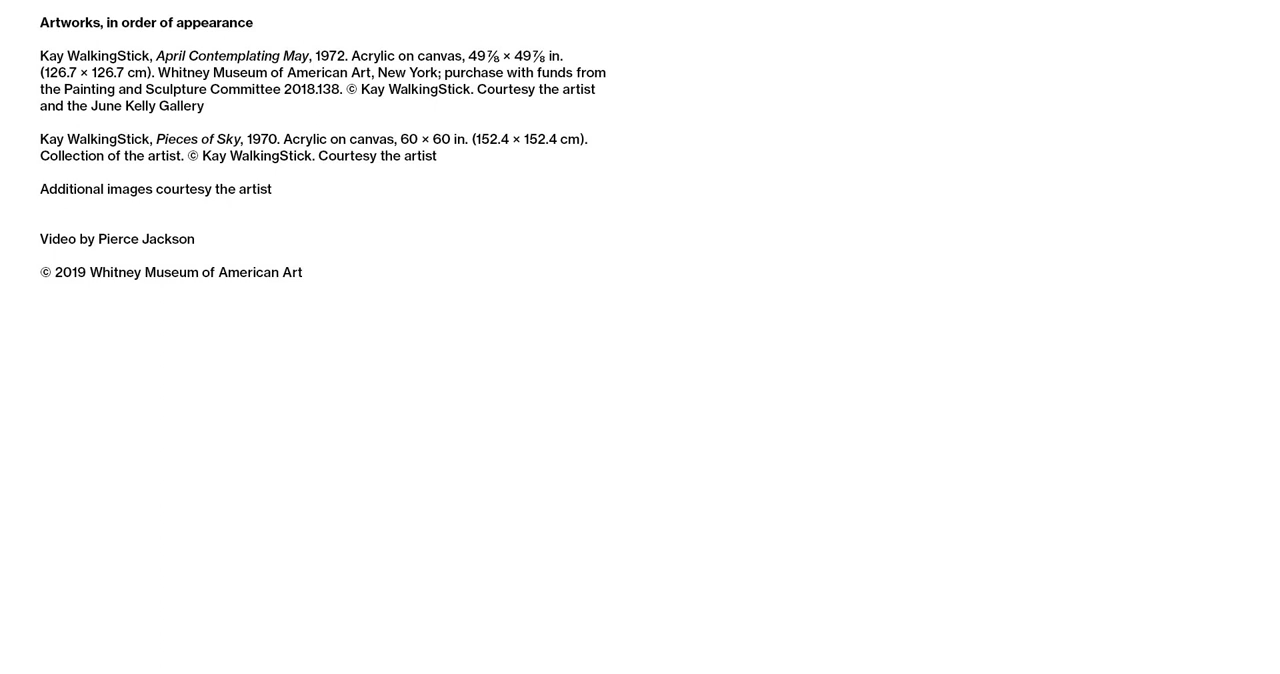 Artworks, in order of appearance
Kay WalkingStick, April Contemplating May, 1972. Acrylic on canvas, 49 ⅞ × 49 ⅞ in.
(126.7 × 126.7 cm). Whitney Museum of American Art, New York; purchase with funds from
the Painting and Sculpture Committee 2018.138. © Kay WalkingStick. Courtesy the artist
and the June Kelly Gallery
Kay WalkingStick, Pieces of Sky, 1970. Acrylic on canvas, 60 × 60 in. (152.4 × 152.4 cm).
Collection of the artist. © Kay WalkingStick. Courtesy the artist
Additional images courtesy the artist
Video by Pierce Jackson
© 2019 Whitney Museum of American Art